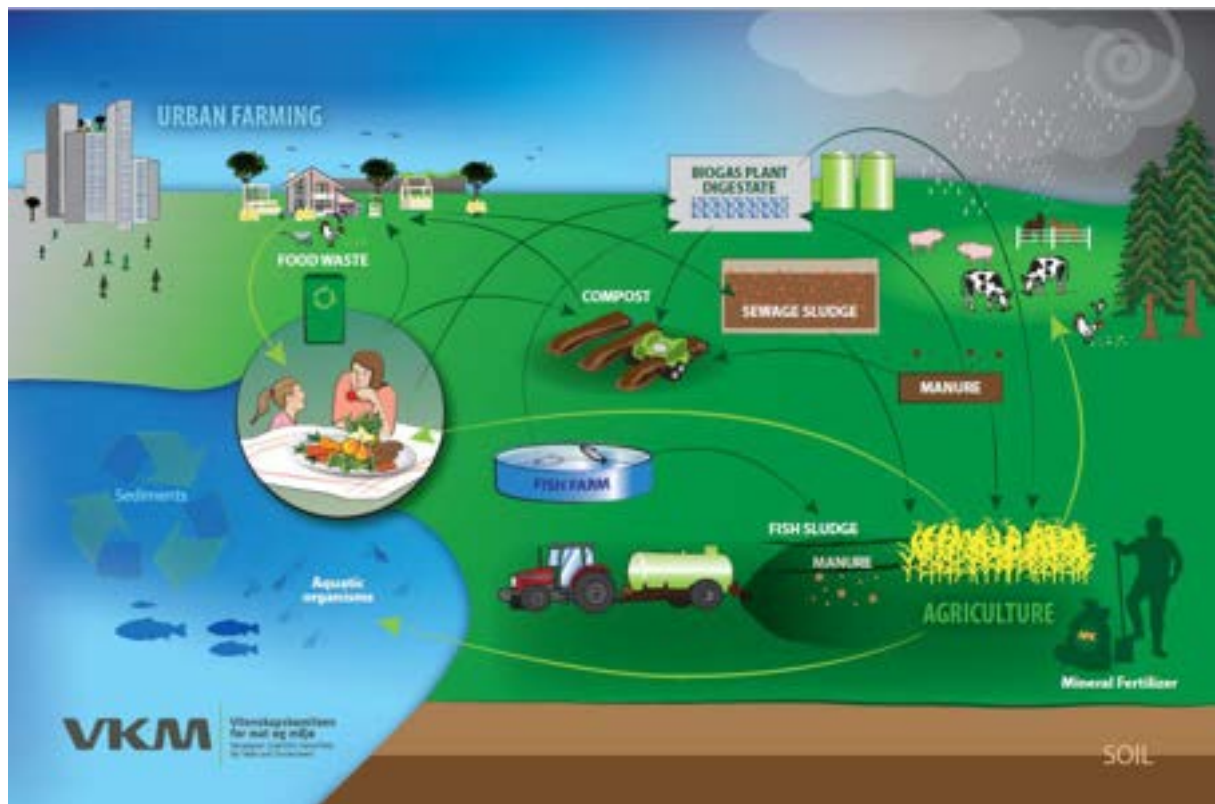 URBAN FARMING
BIOGAS PLANT
DIGESTATE
FOOD WASTE
COMPOST
SEWAGE SLUDGE
MANURE
Sediments
FISH FARM
FISH SLUDGE
MANURE
Aquatic
organisms
AGRICULTURE
Mineral Fertilizer
VKM
Vitenskapskomiteen
for mat og miljø
SOIL